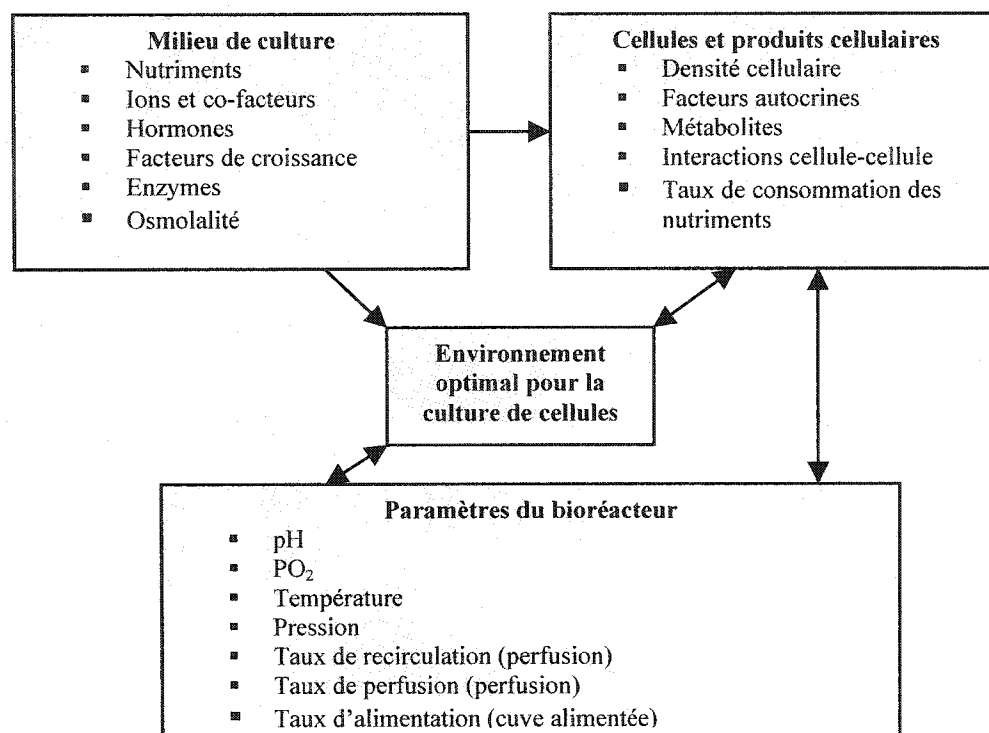 Milieu de culture
▪ Nutriments
▪ Ions et co-facteurs
▪ Hormones
▪ Facteurs de croissance
▪ Enzymes
▪ Osmolalité
Cellules et produits cellulaires
▪ Densité cellulaire
▪ Facteurs autocrines
▪ Métabolites
▪ Interactions cellule-cellule
▪ Taux de consommation des
nutriments
Environnement
optimal pour la
culture de cellules
Paramètres du bioréacteur
▪ pH
▪ PO₂
▪ Température
▪ Pression
▪ Taux de recirculation (perfusion)
▪ Taux de perfusion (perfusion)
▪ Taux d'alimentation (cuve alimentée)